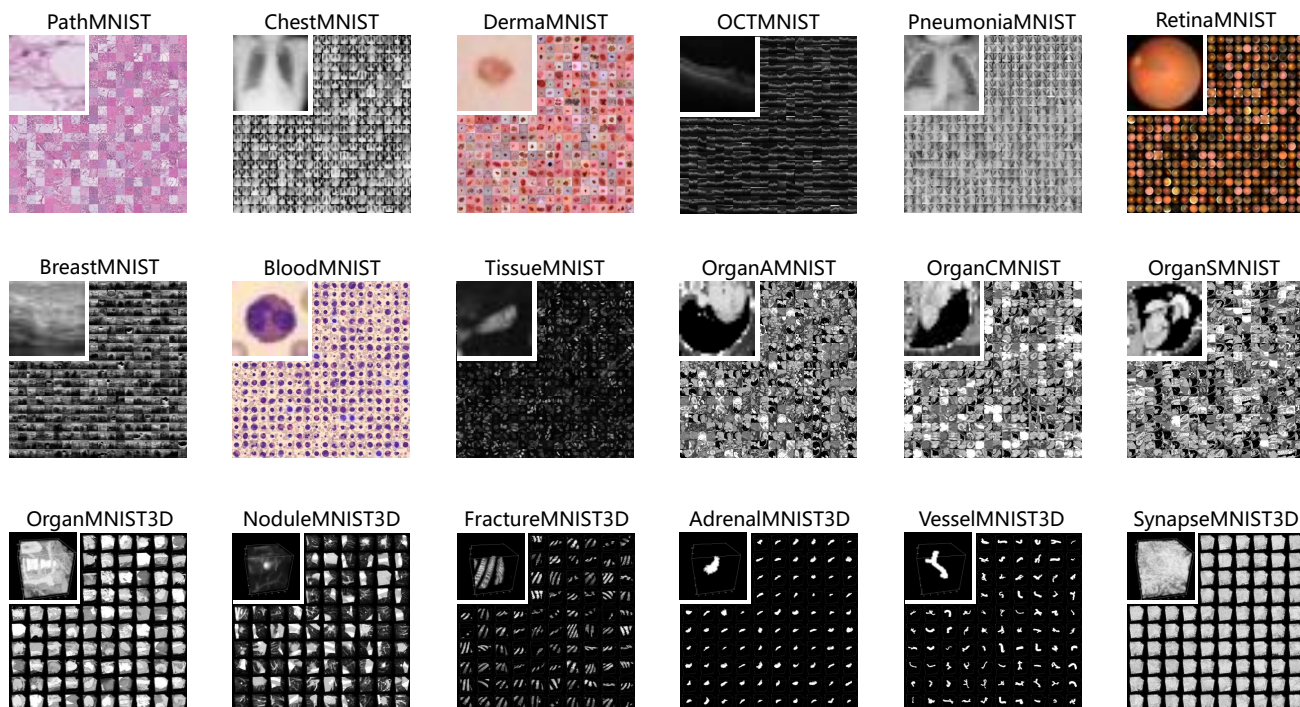 PathMNIST
ChestMNIST
DermaMNIST
OCTMNIST
PneumoniaMNIST
RetinaMNIST
BreastMNIST
BloodMNIST
TissueMNIST
OrganAMNIST
OrganCMNIST
OrganSMNIST
OrganMNIST3D
NoduleMNIST3D
FractureMNIST3D
AdrenalMNIST3D
VesselMNIST3D
SynapseMNIST3D